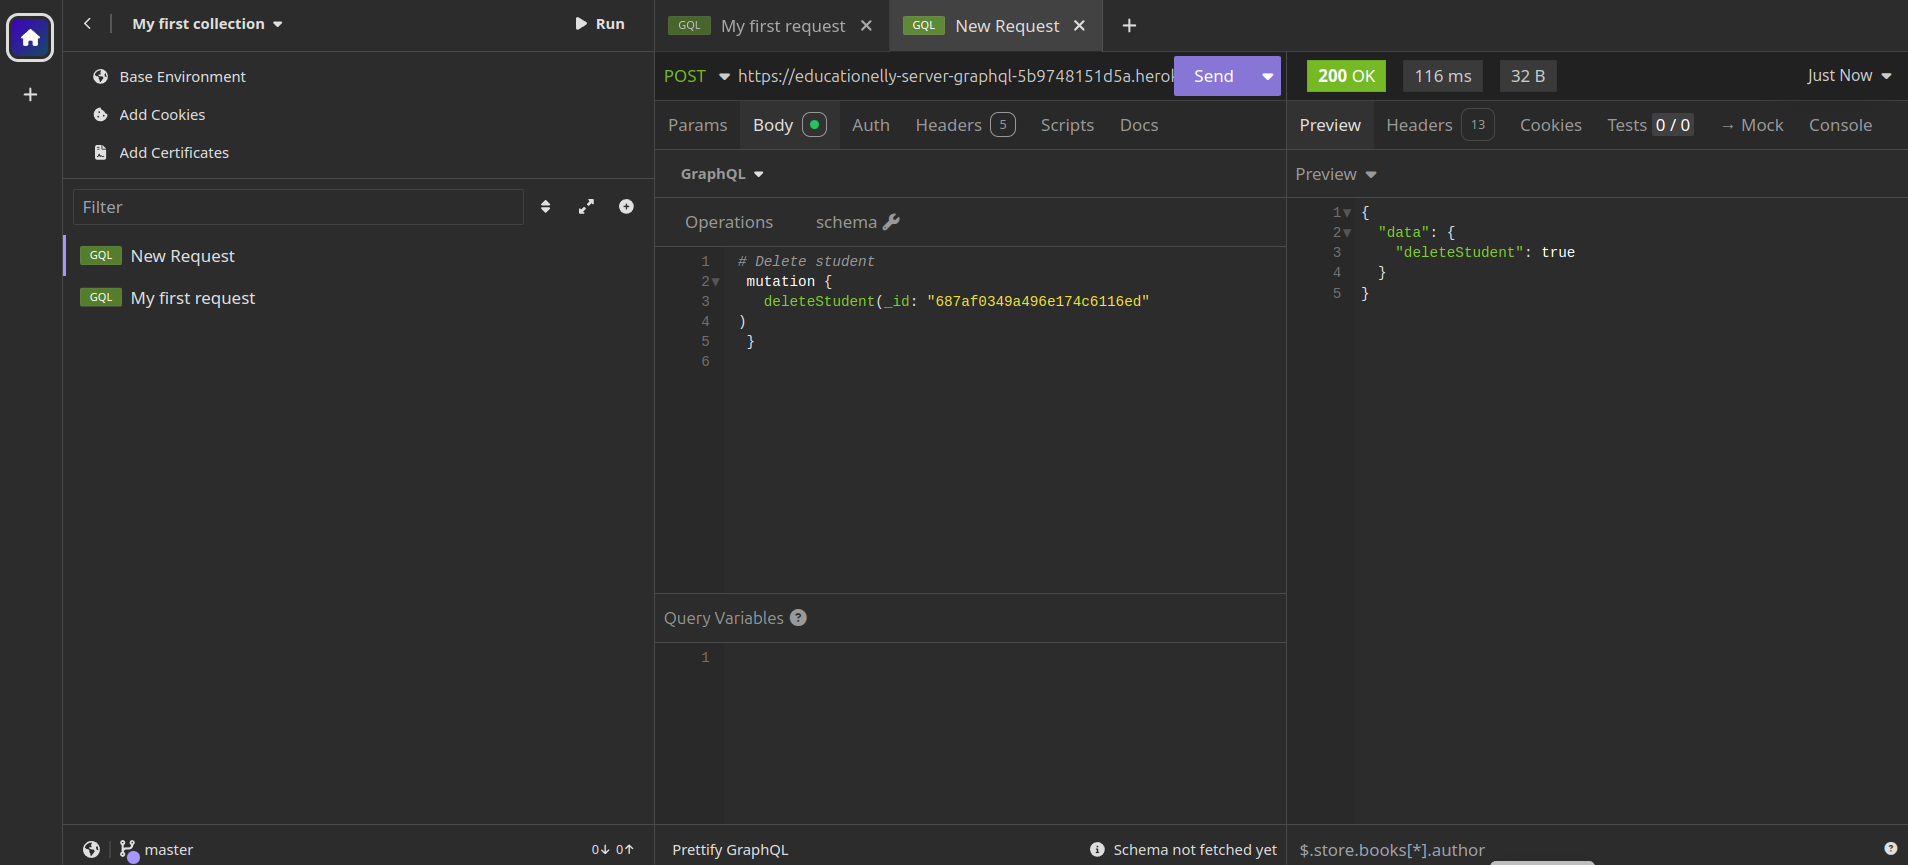 My first collection
Run
Base Environment
Add Cookies
Add Certificates
Filter
GQL New Request
GQL My first request
master
0↓ 0↑
GQL My first request
GQL New Request
POST https://educationelly-server-graphql-5b9748151d5a.herok
Send
Params Body Auth Headers 5 Scripts Docs
GraphQL
Operations schema
1 # Delete student
2 mutation {
3 deleteStudent(_id: "687af0349a496e174c6116ed"
4 )
5 }
6
Query Variables ?
1
Prettify GraphQL
Schema not fetched yet
200 OK 116 ms 32 B Just Now
Preview Headers 13 Cookies Tests 0 / 0 → Mock Console
Preview
1 {
2 "data": {
3 "deleteStudent": true
4 }
5 }
$.store.books[*].author
?